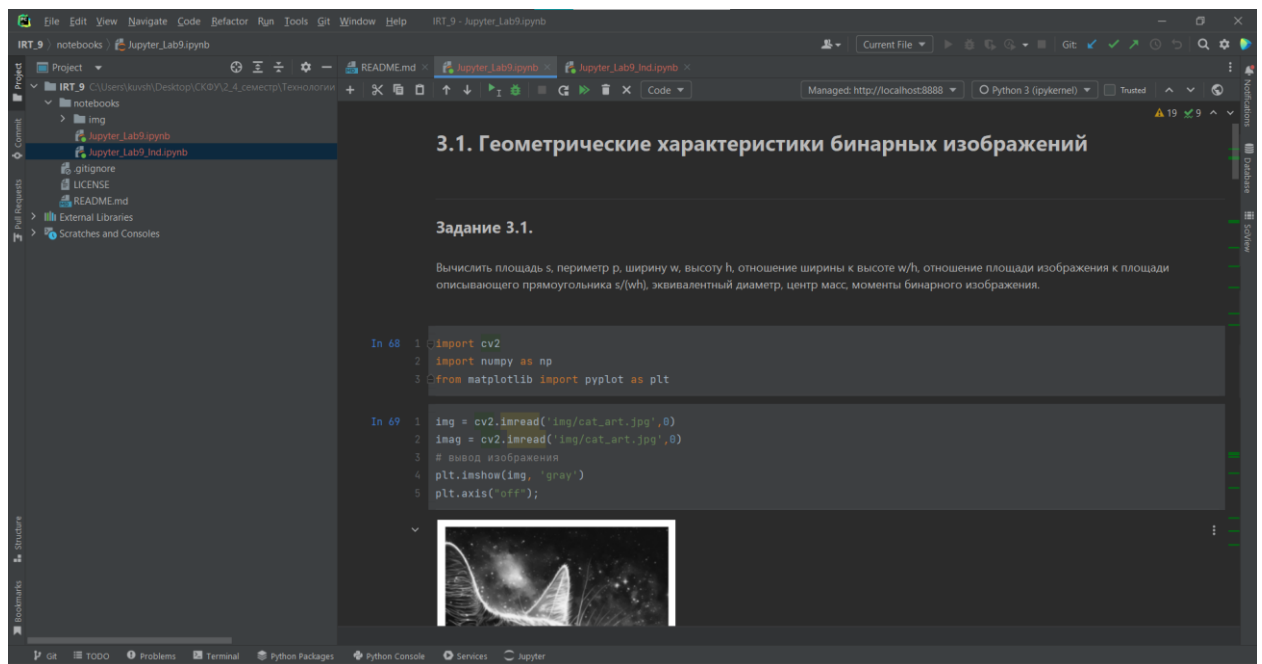 File Edit View Navigate Code Refactor Run Tools Git Window Help IRT_9 - Jupyter_Lab9.ipynb
IRT_9 notebooks Jupyter_Lab9.ipynb Current File Git:
Project README.md Jupyter_Lab9.ipynb Jupyter_Lab9_Ind.ipynb
IRT_9 C:\Users\kuvsh\Desktop\СКФУ\2_4_семестр\Технологии
Code Managed: http://localhost:8888 Python 3 (ipykernel) Trusted
notebooks
img
Jupyter_Lab9.ipynb
Jupyter_Lab9_Ind.ipynb
.gitignore
LICENSE
README.md
External Libraries
Scratches and Consoles
Project
Commit
Pull Requests
Structure
Bookmarks
19 9
3.1. Геометрические характеристики бинарных изображений
Задание 3.1.
Вычислить площадь s, периметр p, ширину w, высоту h, отношение ширины к высоте w/h, отношение площади изображения к площади
описывающего прямоугольника s/(wh), эквивалентный диаметр, центр масс, моменты бинарного изображения.
In 68 1 import cv2
2 import numpy as np
3 from matplotlib import pyplot as plt
In 69 1 img = cv2.imread('img/cat_art.jpg',0)
2 imag = cv2.imread('img/cat_art.jpg',0)
3 # вывод изображения
4 plt.imshow(img, 'gray')
5 plt.axis("off");
Notifications
Database
SciView
Git TODO Problems Terminal Python Packages Python Console Services Jupyter